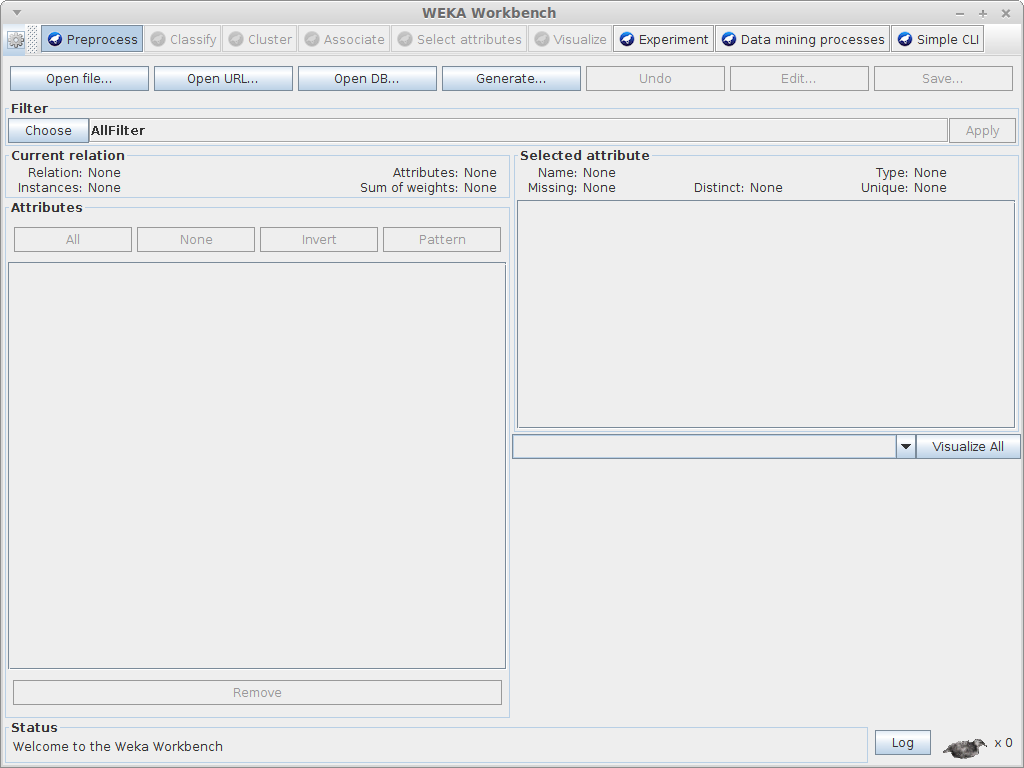 WEKA Workbench
Preprocess Classify Cluster Associate Select attributes Visualize Experiment Data mining processes Simple CLI
Open file... Open URL... Open DB... Generate... Undo Edit... Save...
Filter
Choose AllFilter Apply
Current relation
Relation: None Attributes: None
Instances: None Sum of weights: None
Selected attribute
Name: None Type: None
Missing: None Distinct: None Unique: None
Attributes
All None Invert Pattern
Visualize All
Remove
Status
Welcome to the Weka Workbench
Log x 0